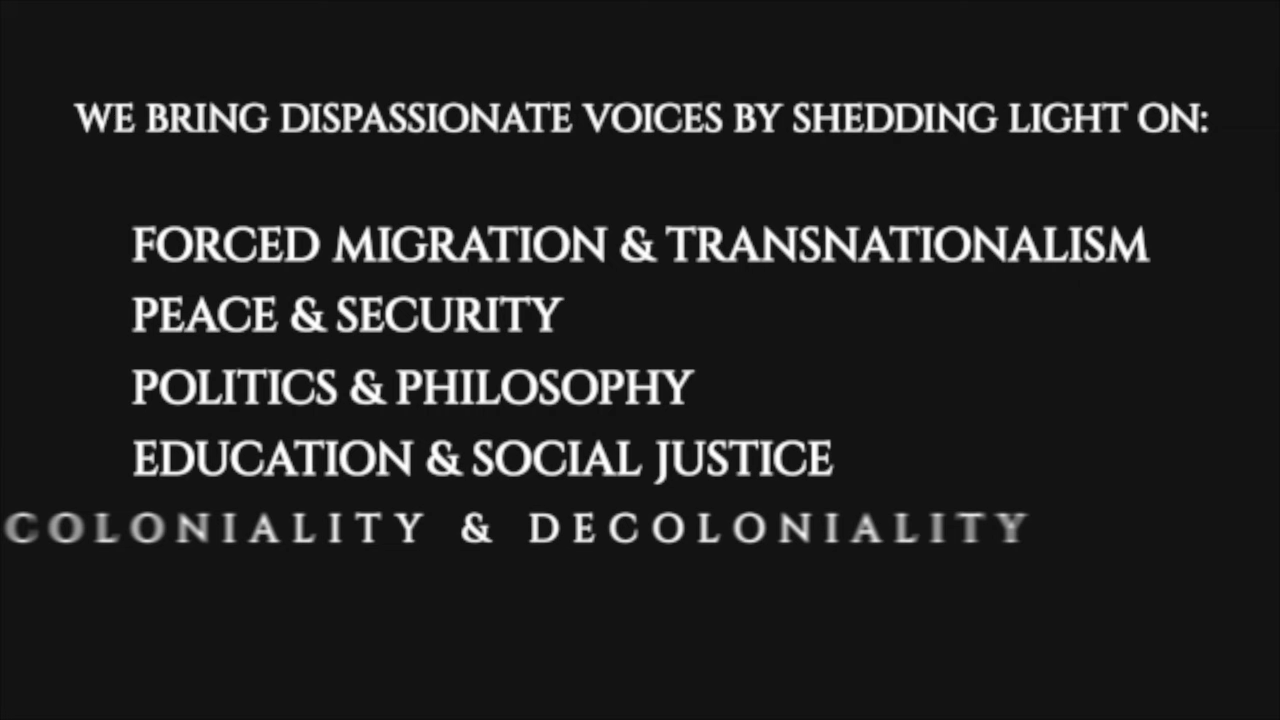 WE BRING DISPASSIONATE VOICES BY SHEDDING LIGHT ON:
FORCED MIGRATION & TRANSNATIONALISM
PEACE & SECURITY
POLITICS & PHILOSOPHY
EDUCATION & SOCIAL JUSTICE
COLONIALITY & DECOLONIALITY